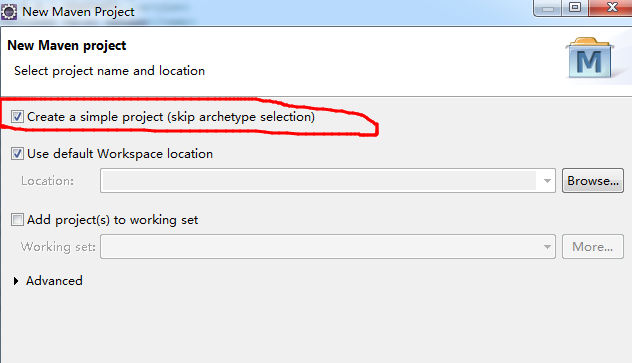 New Maven Project
New Maven project
Select project name and location
M
Create a simple project (skip archetype selection)
Use default Workspace location
Location:
Browse...
Add project(s) to working set
Working set:
More...
Advanced